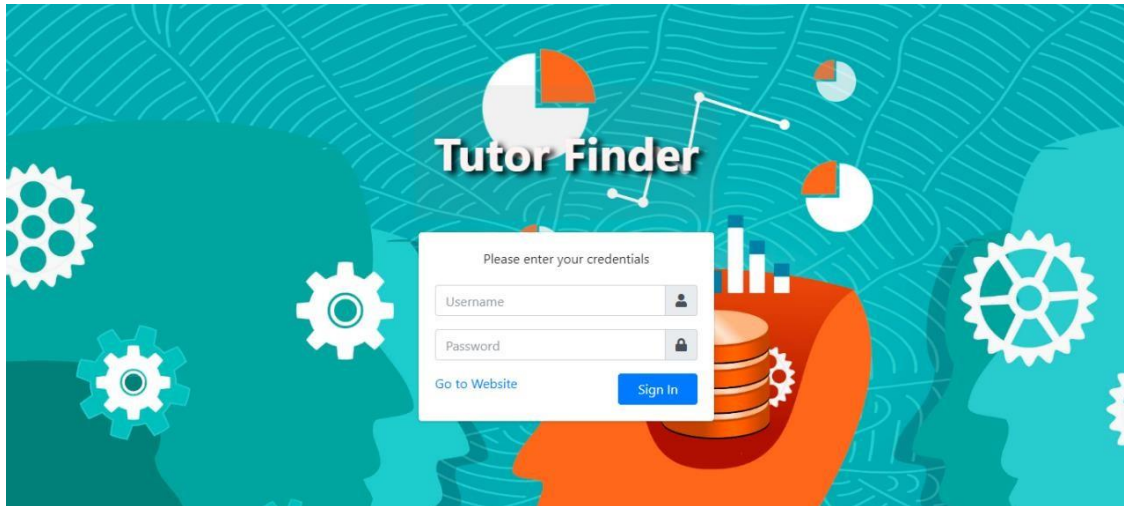 Tutor Finder
Please enter your credentials
Username
Password
Go to Website Sign In